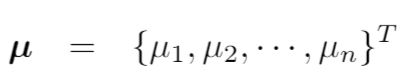 μ = {μ₁, μ₂, ⋯, μₙ}ᵀ